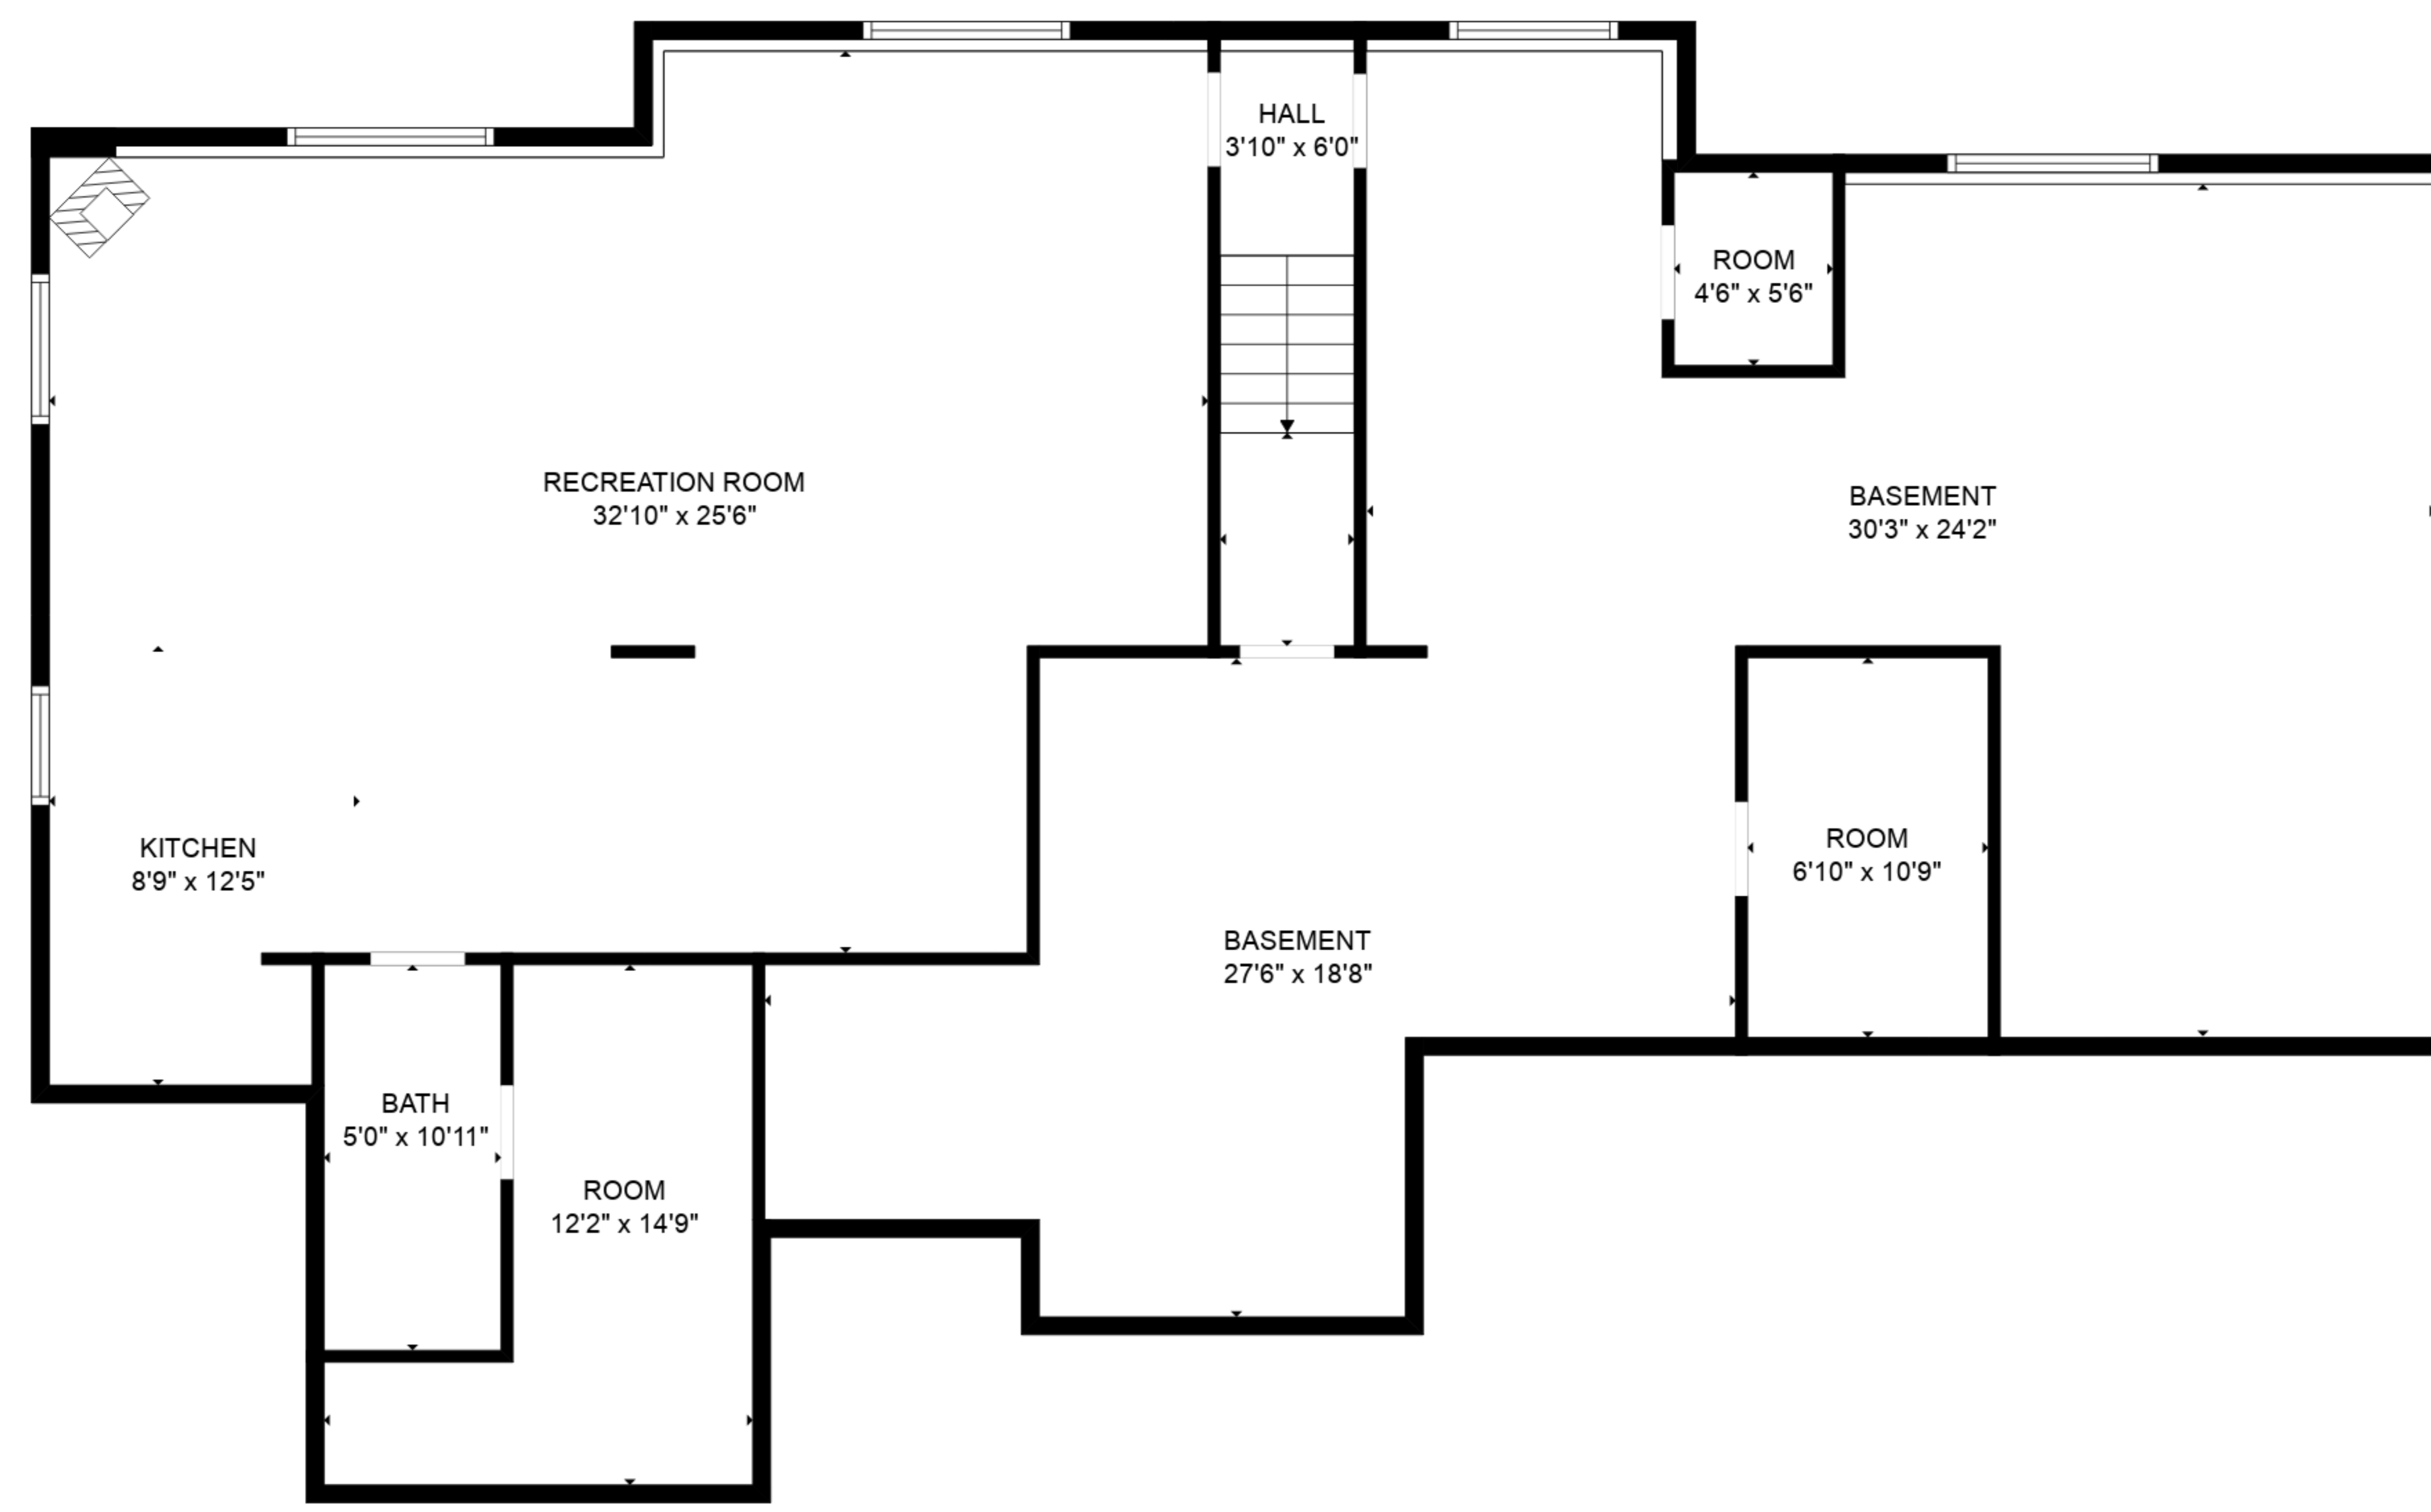 HALL
3'10" x 6'0"
ROOM
4'6" x 5'6"
RECREATION ROOM
32'10" x 25'6"
BASEMENT
30'3" x 24'2"
KITCHEN
8'9" x 12'5"
ROOM
6'10" x 10'9"
BASEMENT
27'6" x 18'8"
BATH
5'0" x 10'11"
ROOM
12'2" x 14'9"